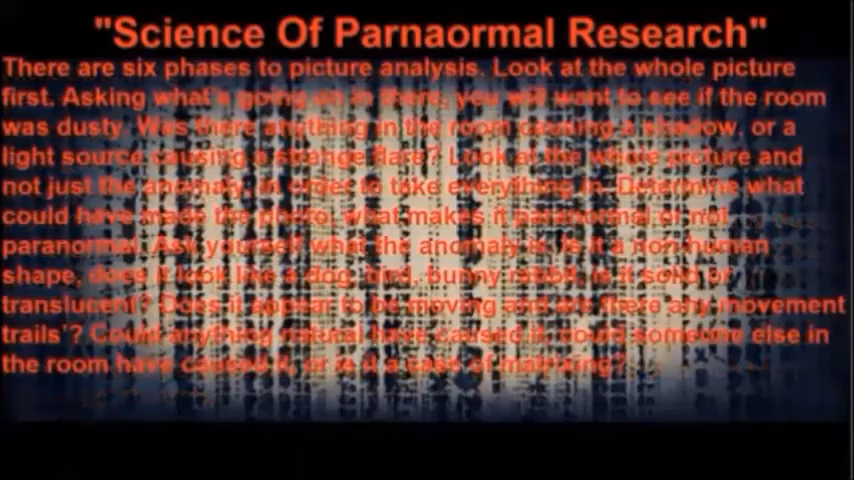 "Science Of Parnaormal Research"
There are six phases to picture analysis. Look at the whole picture
first. Asking what's going on in there, you will want to see if the room
was dusty. Was there anything in the room causing a shadow, or a
light source causing a strange flare? Look at the whole picture and
not just the anomaly, in order to take everything in. Determine what
could have made the photo, what makes it paranormal or not
paranormal. Ask yourself what the anomaly is, is it a non-human
shape, does it look like a dog, bird, bunny rabbit, is it solid or
translucent? Does it appear to be moving and are there any movement
trails'? Could anything natural have caused it, could someone else in
the room have caused it, or is it a case of matrixing?